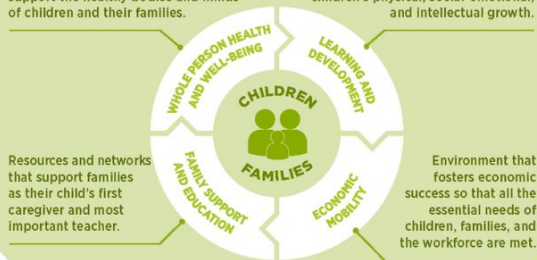 of children and their families.
and intellectual growth.
WHOLE PERSON HEALTH
AND WELL-BEING
LEARNING AND
DEVELOPMENT
CHILDREN
FAMILIES
FAMILY SUPPORT
AND EDUCATION
ECONOMIC
MOBILITY
Resources and networks
that support families
as their child's first
caregiver and most
important teacher.
Environment that
fosters economic
success so that all the
essential needs of
children, families, and
the workforce are met.